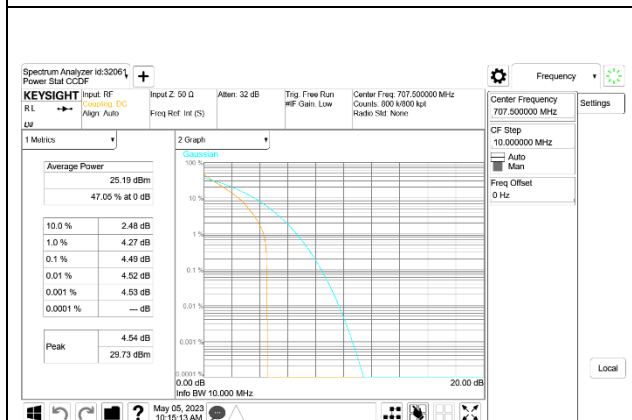 Spectrum Analyzer id:32061
Power Stat CCDF
Frequency
KEYSIGHT
R L
Input: RF
Coupling: DC
Align: Auto
Input Z: 50 Ω
Freq Ref: Int (S)
Atten: 32 dB
Trig: Free Run
#IF Gain: Low
Center Freq: 707.500000 MHz
Counts: 800 k/800 kpt
Radio Std: None
Center Frequency
707.500000 MHz
Settings
CF Step
10.000000 MHz
Auto
Man
Freq Offset
0 Hz
1 Metrics
2 Graph
Average Power
25.19 dBm
47.05 % at 0 dB
10.0 % 2.48 dB
1.0 % 4.27 dB
0.1 % 4.49 dB
0.01 % 4.52 dB
0.001 % 4.53 dB
0.0001 % --- dB
Peak
4.54 dB
29.73 dBm
Gaussian
100 %
10 %
1 %
0.1 %
0.01 %
0.001 %
0.0001 %
0.00 dB
20.00 dB
Info BW 10.000 MHz
Local
May 05, 2023
10:15:13 AM